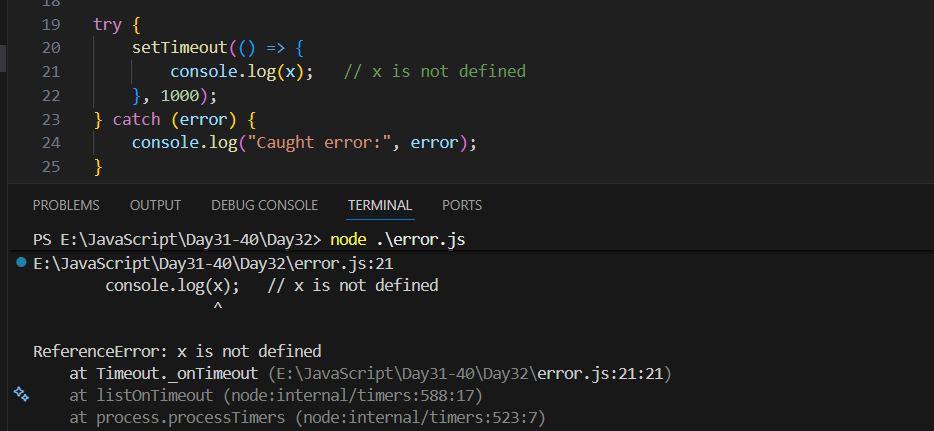 18
19 try {
20     setTimeout(() => {
21         console.log(x);   // x is not defined
22     }, 1000);
23 } catch (error) {
24     console.log("Caught error:", error);
25 }
PROBLEMS OUTPUT DEBUG CONSOLE TERMINAL PORTS
PS E:\JavaScript\Day31-40\Day32> node .\error.js
E:\JavaScript\Day31-40\Day32\error.js:21
        console.log(x);   // x is not defined
                    ^
ReferenceError: x is not defined
    at Timeout._onTimeout (E:\JavaScript\Day31-40\Day32\error.js:21:21)
    at listOnTimeout (node:internal/timers:588:17)
    at process.processTimers (node:internal/timers:523:7)